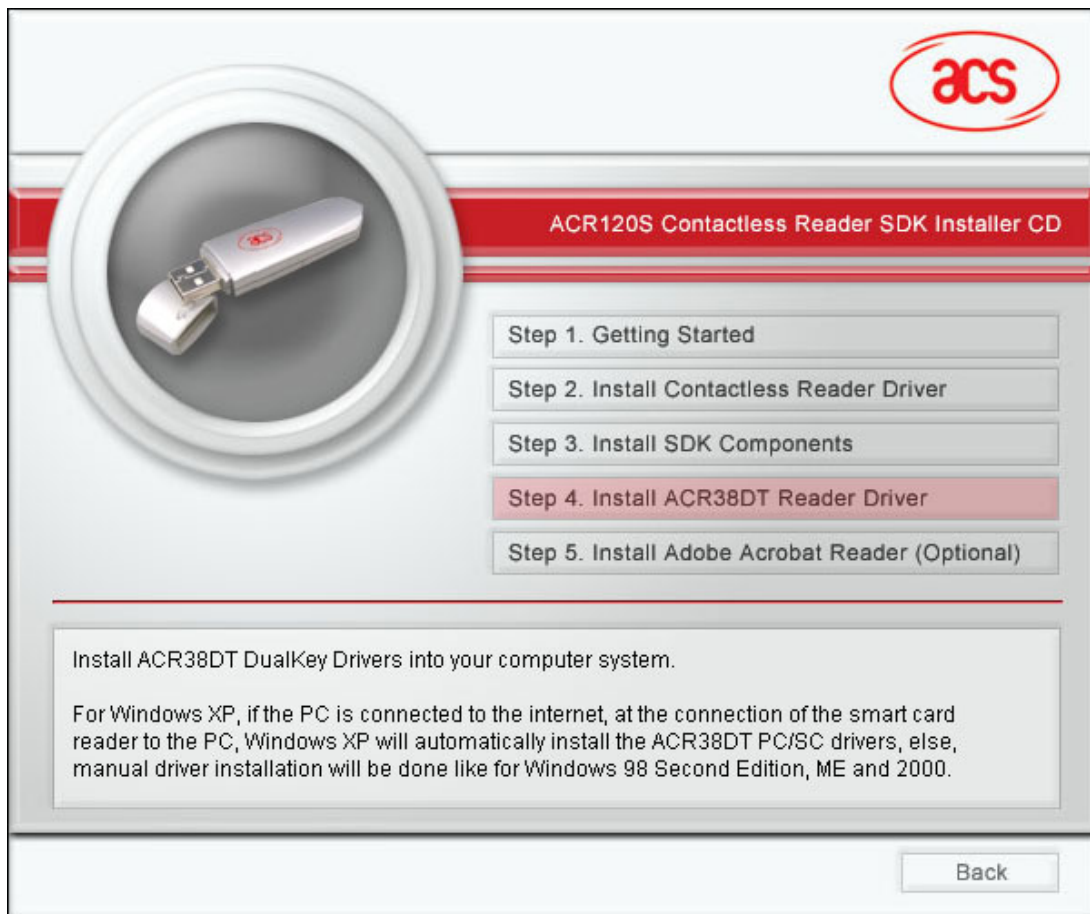 acs
ACR120S Contactless Reader SDK Installer CD
acs
Step 1. Getting Started
Step 2. Install Contactless Reader Driver
Step 3. Install SDK Components
Step 4. Install ACR38DT Reader Driver
Step 5. Install Adobe Acrobat Reader (Optional)
Install ACR38DT DualKey Drivers into your computer system.
For Windows XP, if the PC is connected to the internet, at the connection of the smart card
reader to the PC, Windows XP will automatically install the ACR38DT PC/SC drivers, else,
manual driver installation will be done like for Windows 98 Second Edition, ME and 2000.
Back